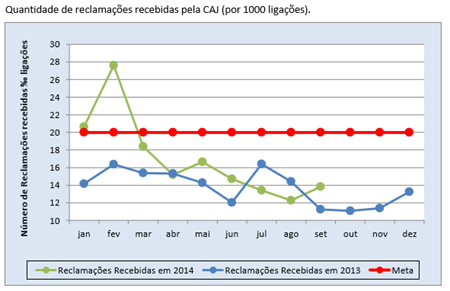 Quantidade de reclamações recebidas pela CAJ (por 1000 ligações).
Número de Reclamações recebidas ‰ ligações
30
28
26
24
22
20
18
16
14
12
10
jan fev mar abr mai jun jul ago set out nov dez
Reclamações Recebidas em 2014 Reclamações Recebidas em 2013 Meta